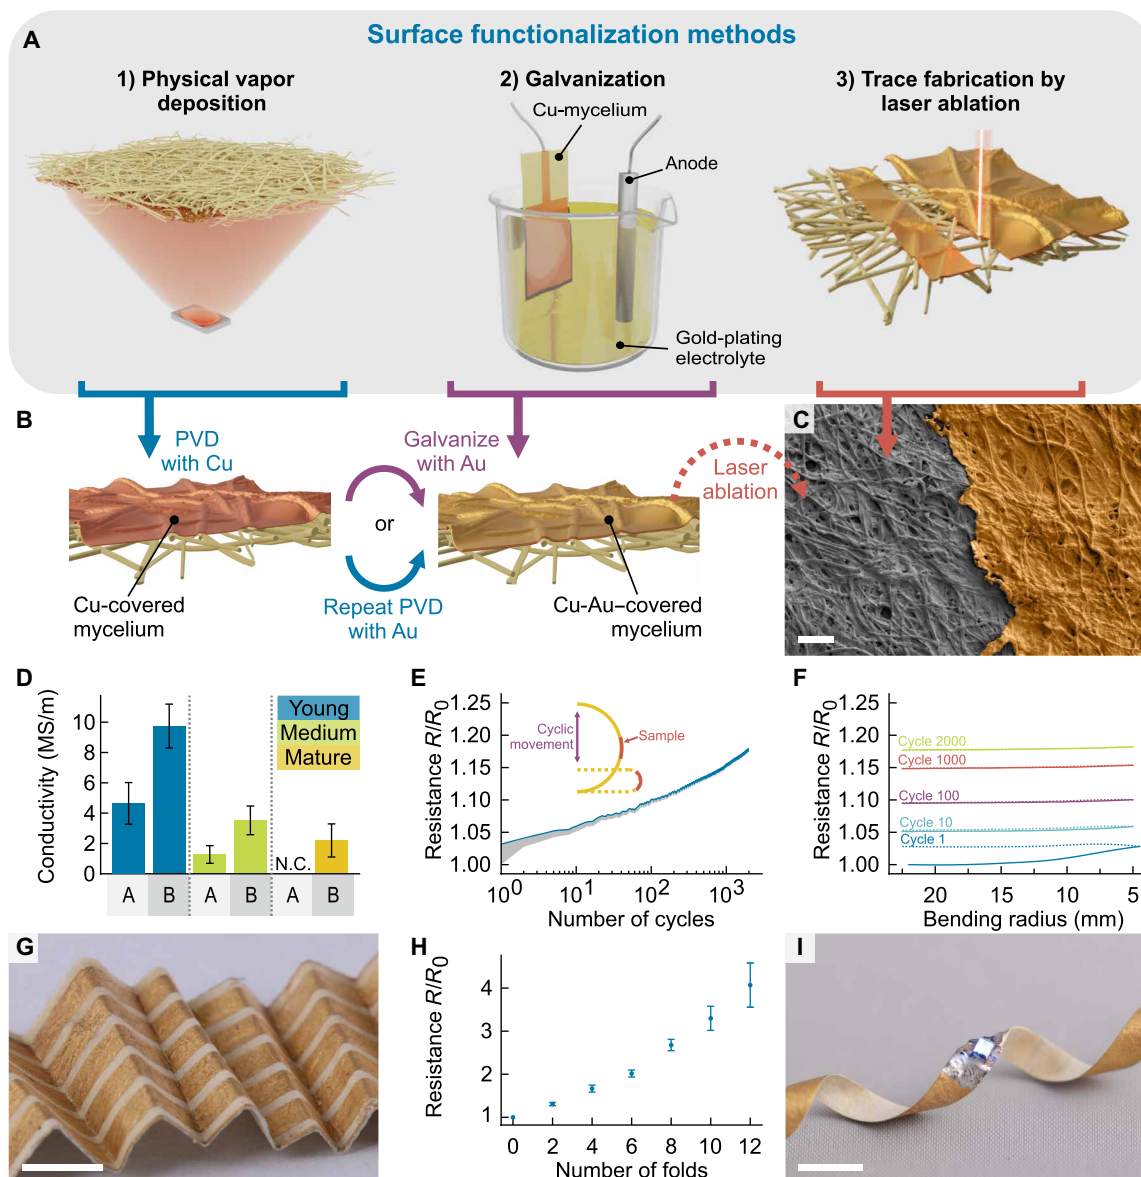 A
Surface functionalization methods
1) Physical vapor
deposition
2) Galvanization
3) Trace fabrication by
laser ablation
Cu-mycelium
Anode
Gold-plating
electrolyte
B
PVD
with Cu
Galvanize
with Au
or
Repeat PVD
with Au
Cu-covered
mycelium
Cu-Au–covered
mycelium
Laser
ablation
C
D
Conductivity (MS/m)
10
8
6
4
2
0
Young
Medium
Mature
N.C.
A
B
A
B
A
B
E
Resistance R/R0
1.25
1.20
1.15
1.10
1.05
1.00
Cyclic
movement
Sample
10^0
10^1
10^2
10^3
Number of cycles
F
Resistance R/R0
1.25
1.20
1.15
1.10
1.05
1.00
Cycle 2000
Cycle 1000
Cycle 100
Cycle 10
Cycle 1
20
15
10
5
Bending radius (mm)
G
H
Resistance R/R0
4
3
2
1
0
2
4
6
8
10
12
Number of folds
I